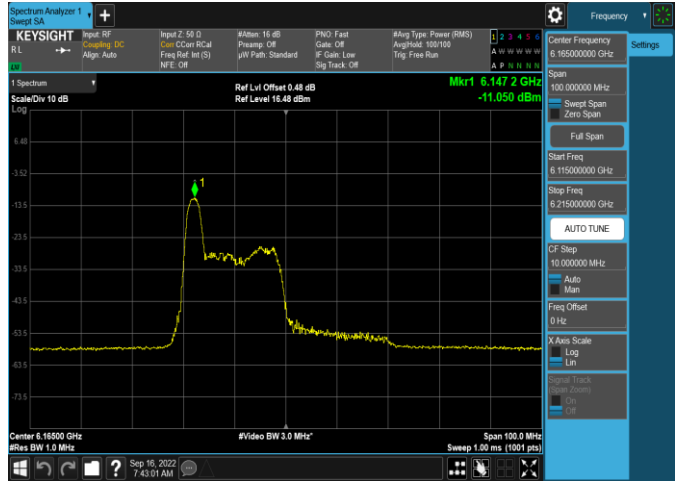 Spectrum Analyzer 1
Swept SA
+
Frequency
KEYSIGHT
RL
Input: RF
Coupling: DC
Align: Auto
Input Z: 50 Ω
Corr CCorr RCal
Freq Ref: Int (S)
NFE: Off
#Atten: 16 dB
Preamp: Off
µW Path: Standard
PNO: Fast
Gate: Off
IF Gain: Low
Sig Track: Off
#Avg Type: Power (RMS)
Avg|Hold: 100/100
Trig: Free Run
1 2 3 4 5 6
A W W W W W
A P N N N N
1 Spectrum
Scale/Div 10 dB
Log
Ref Lvl Offset 0.48 dB
Ref Level 16.48 dBm
Mkr1 6.147 2 GHz
-11.050 dBm
6.48
-3.52
-13.5
-23.5
-33.5
-43.5
-53.5
-63.5
-73.5
1
Center 6.16500 GHz
#Res BW 1.0 MHz
#Video BW 3.0 MHz*
Span 100.0 MHz
Sweep 1.00 ms (1001 pts)
Sep 16, 2022
7:43:01 AM
?
Center Frequency
6.165000000 GHz
Settings
Span
100.000000 MHz
Swept Span
Zero Span
Full Span
Start Freq
6.115000000 GHz
Stop Freq
6.215000000 GHz
AUTO TUNE
CF Step
10.000000 MHz
Auto
Man
Freq Offset
0 Hz
X Axis Scale
Log
Lin
Signal Track
(Span Zoom)
On
Off